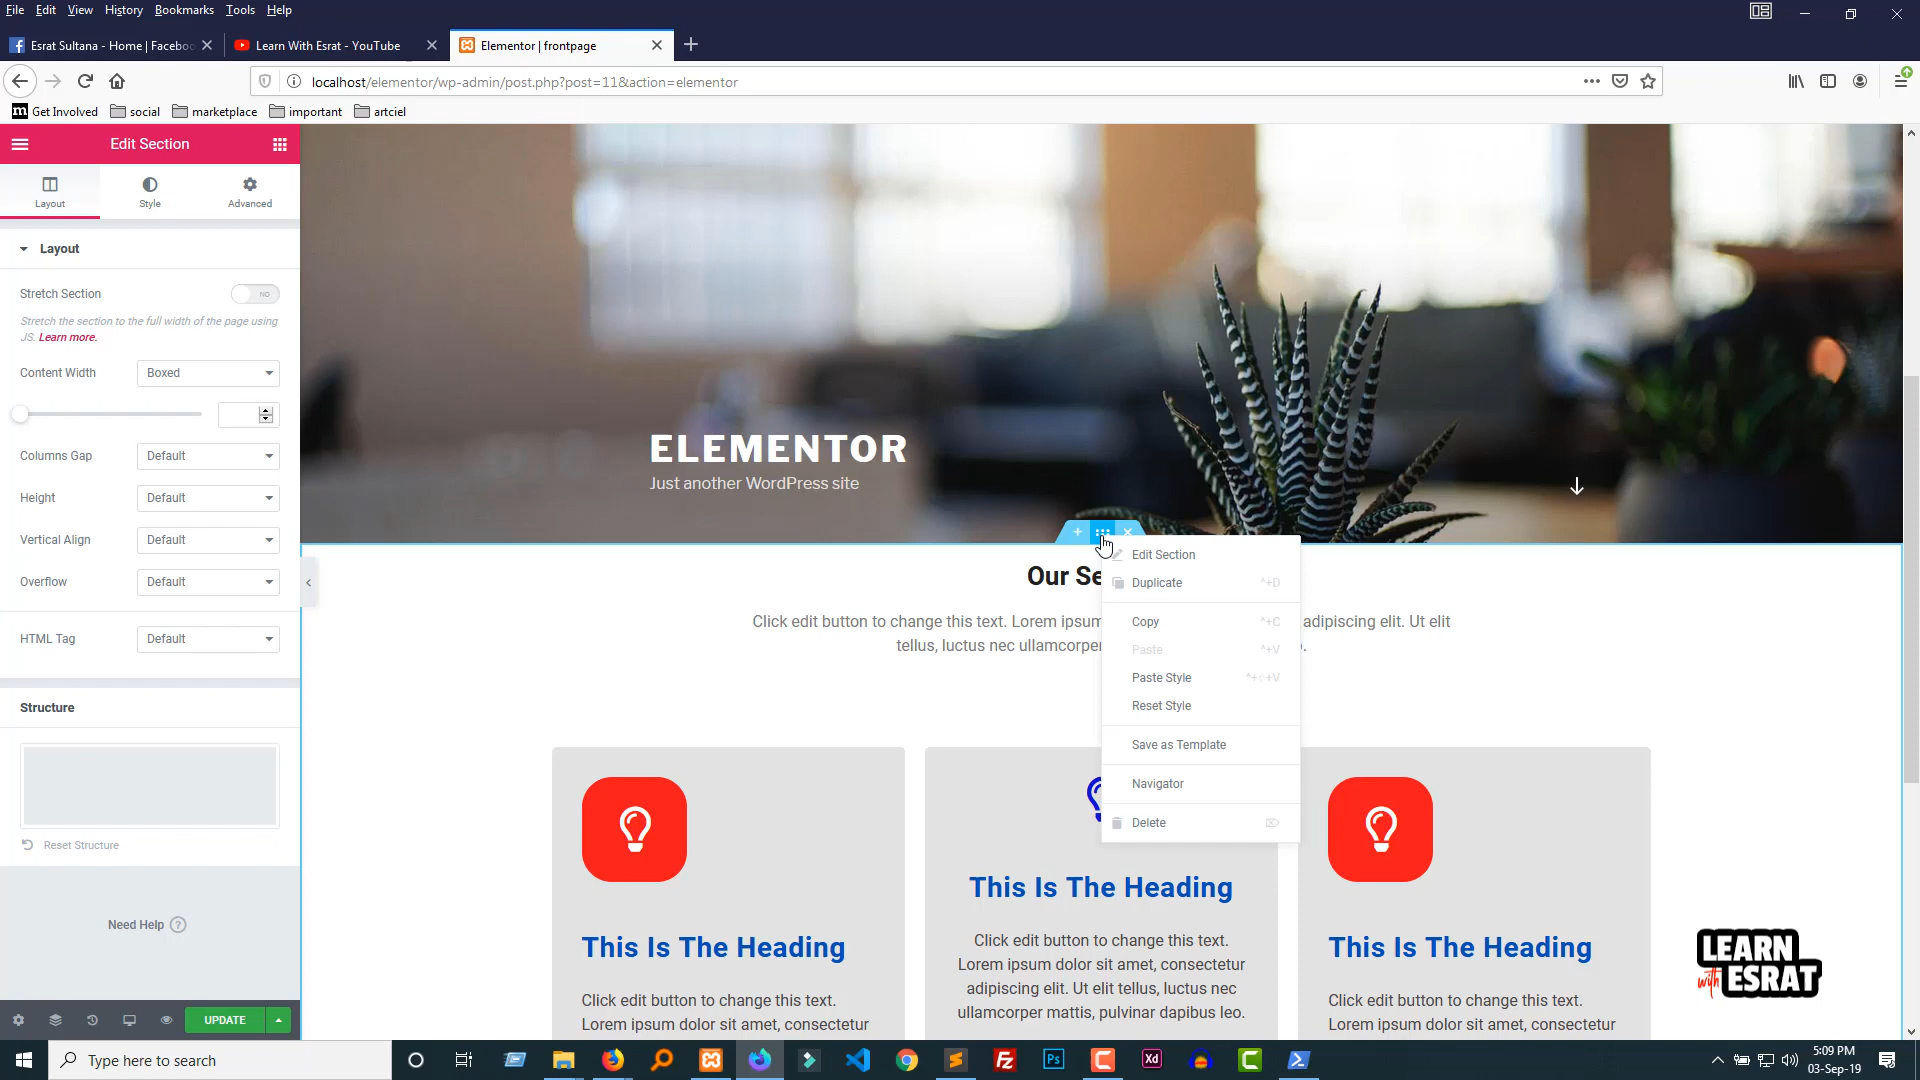 File Edit View History Bookmarks Tools Help
Esrat Sultana - Home | Facebo
Learn With Esrat - YouTube
Elementor | frontpage
localhost/elementor/wp-admin/post.php?post=11&action=elementor
m Get Involved social marketplace important artciel
Edit Section
Layout Style Advanced
Layout
Stretch Section NO
Stretch the section to the full width of the page using
JS. Learn more.
Content Width Boxed
Columns Gap Default
Height Default
Vertical Align Default
Overflow Default
HTML Tag Default
Structure
Reset Structure
Need Help ?
UPDATE
ELEMENTOR
Just another WordPress site
Our Se
Click edit button to change this text. Lorem ipsum adipiscing elit. Ut elit
tellus, luctus nec ullamcorper
Edit Section
Duplicate ^+D
Copy ^+C
Paste ^+V
Paste Style ^+⇧+V
Reset Style
Save as Template
Navigator
Delete
This Is The Heading
Click edit button to change this text.
Lorem ipsum dolor sit amet, consectetur
This Is The Heading
Click edit button to change this text.
Lorem ipsum dolor sit amet, consectetur
adipiscing elit. Ut elit tellus, luctus nec
ullamcorper mattis, pulvinar dapibus leo.
This Is The Heading
Click edit button to change this text.
Lorem ipsum dolor sit amet, consectetur
LEARN
with ESRAT
Type here to search
Fz Ps Xd
5:09 PM
03-Sep-19